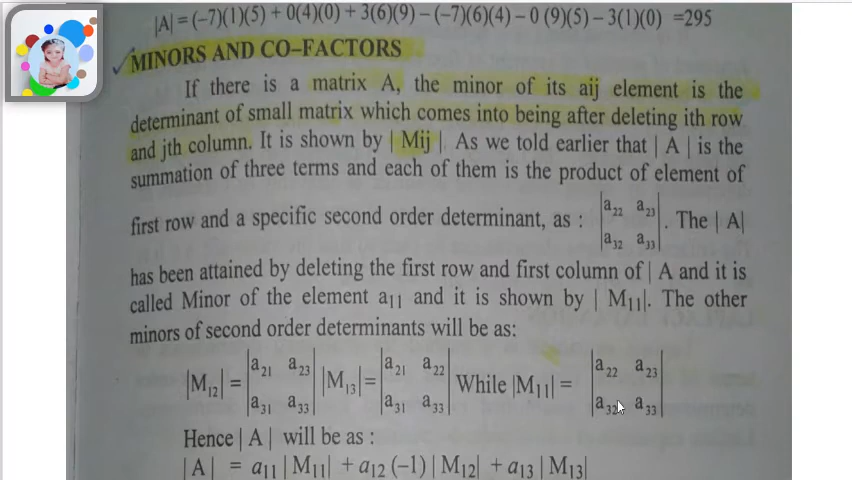 |A| = (−7)(1)(5) + 0(4)(0) + 3(6)(9) − (−7)(6)(4) − 0 (9)(5) − 3(1)(0) =295
MINORS AND CO-FACTORS
If there is a matrix A, the minor of its aij element is the
determinant of small matrix which comes into being after deleting ith row
and jth column. It is shown by | Mij |. As we told earlier that | A | is the
summation of three terms and each of them is the product of element of
first row and a specific second order determinant, as : |a₂₂ a₂₃| . The | A|
|a₃₂ a₃₃|
has been attained by deleting the first row and first column of | A and it is
called Minor of the element a₁₁ and it is shown by | M₁₁|. The other
minors of second order determinants will be as:
|M₁₂| = |a₂₁ a₂₃| |M₁₃| = |a₂₁ a₂₂| While |M₁₁| = |a₂₂ a₂₃|
|a₃₁ a₃₃| |a₃₁ a₃₃| |a₃₂ a₃₃|
Hence | A | will be as :
| A | = a₁₁ | M₁₁| + a₁₂ (−1) | M₁₂| + a₁₃ | M₁₃|